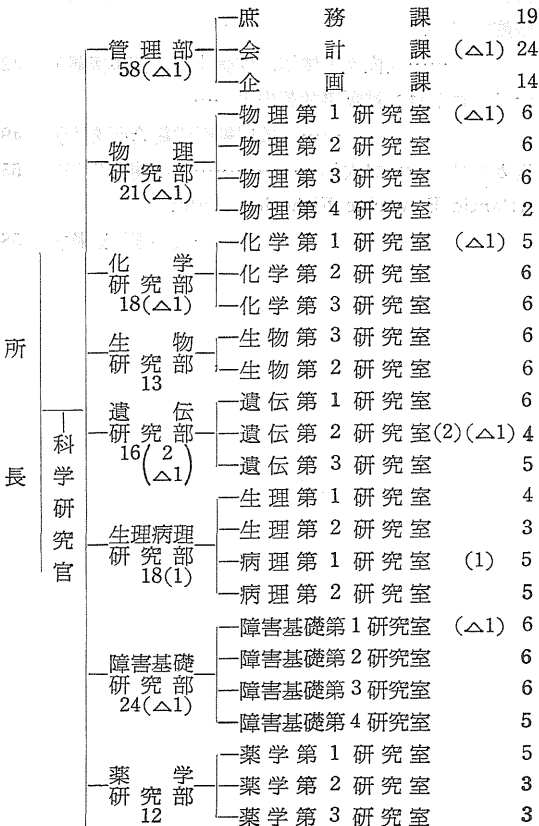 所長
科学研究官
管理部
58(△1)
庶務課 19
会計課 (△1) 24
企画課 14
物理
研究部
21(△1)
物理第1研究室 (△1) 6
物理第2研究室 6
物理第3研究室 6
物理第4研究室 2
化学
研究部
18(△1)
化学第1研究室 (△1) 5
化学第2研究室 6
化学第3研究室 6
生物
研究部
13
生物第3研究室 6
生物第2研究室 6
遺伝
研究部
16(2 △1)
遺伝第1研究室 6
遺伝第2研究室(2)(△1) 4
遺伝第3研究室 5
生理病理
研究部
18(1)
生理第1研究室 4
生理第2研究室 3
病理第1研究室 (1) 5
病理第2研究室 5
障害基礎
研究部
24(△1)
障害基礎第1研究室 (△1) 6
障害基礎第2研究室 6
障害基礎第3研究室 6
障害基礎第4研究室 5
薬学
研究部
12
薬学第1研究室 5
薬学第2研究室 3
薬学第3研究室 3